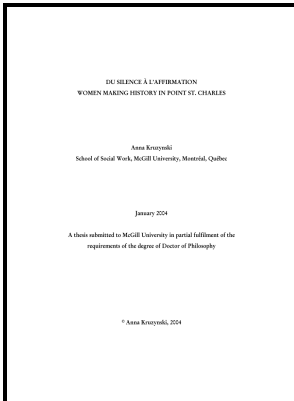 DU SILENCE À L'AFFIRMATION
WOMEN MAKING HISTORY IN POINT ST. CHARLES
Anna Kruzynski
School of Social Work, McGill University, Montréal, Québec
January 2004
A thesis submitted to McGill University in partial fulfilment of the
requirements of the degree of Doctor of Philosophy
© Anna Kruzynski, 2004